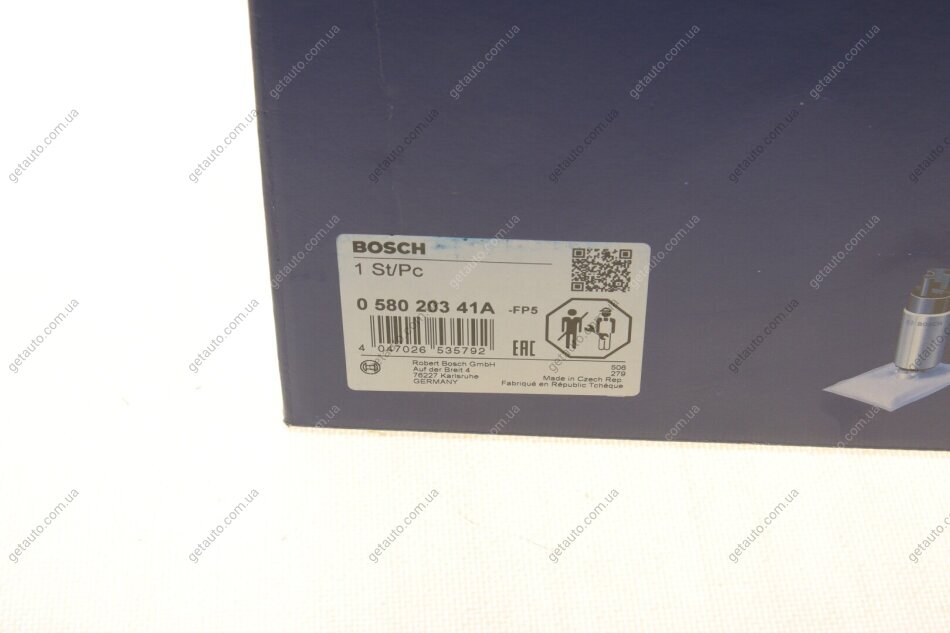 BOSCH
1 St/Pc
0 580 203 41A -FP5
4 047026 535792
EAC
Robert Bosch GmbH
Auf der Breit 4
76227 Karlsruhe
GERMANY
506
279
Made in Czech Rep
Fabriqué en République Tchèque
BOSCH
getauto.com.ua